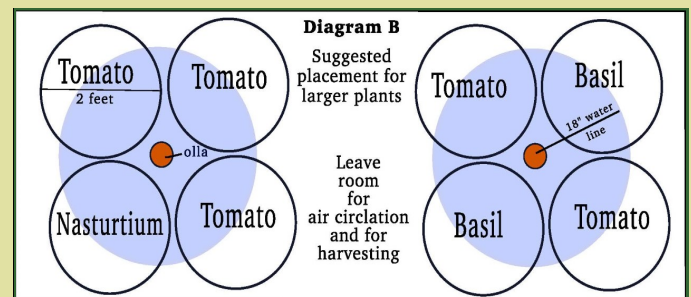 Diagram B
Suggested
placement for
larger plants
Tomato
2 feet
Tomato
olla
Nasturtium
Tomato
Leave
room
for
air circlation
and for
harvesting
Tomato
Basil
18" water
line
Basil
Tomato